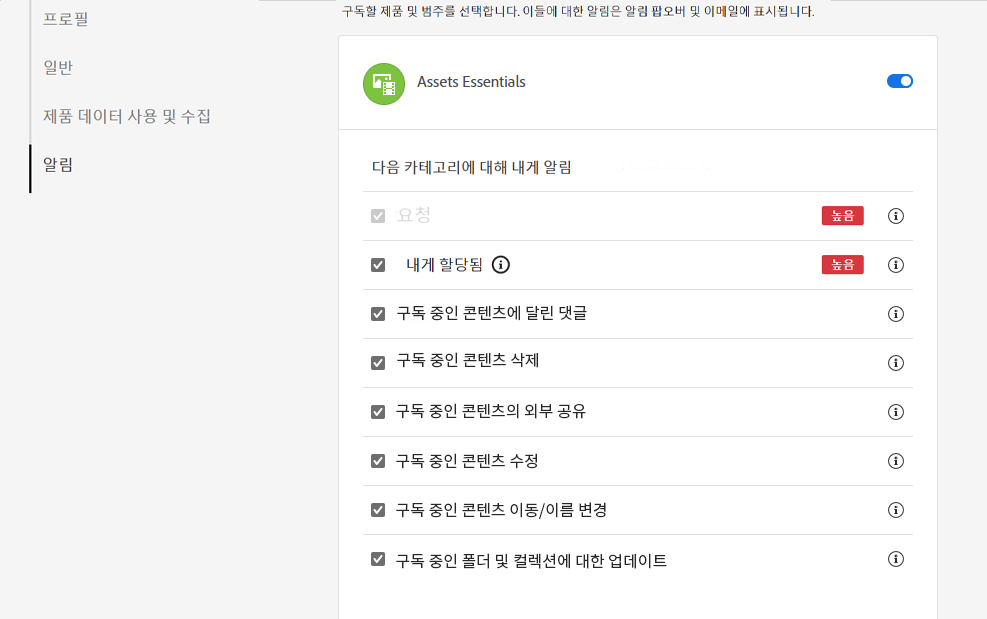 구독할 제품 및 범주를 선택합니다. 이들에 대한 알림은 알림 팝오버 및 이메일에 표시됩니다.
프로필
일반
제품 데이터 사용 및 수집
알림
Assets Essentials
다음 카테고리에 대해 내게 알림
요청 높음
내게 할당됨 높음
구독 중인 콘텐츠에 달린 댓글
구독 중인 콘텐츠 삭제
구독 중인 콘텐츠의 외부 공유
구독 중인 콘텐츠 수정
구독 중인 콘텐츠 이동/이름 변경
구독 중인 폴더 및 컬렉션에 대한 업데이트